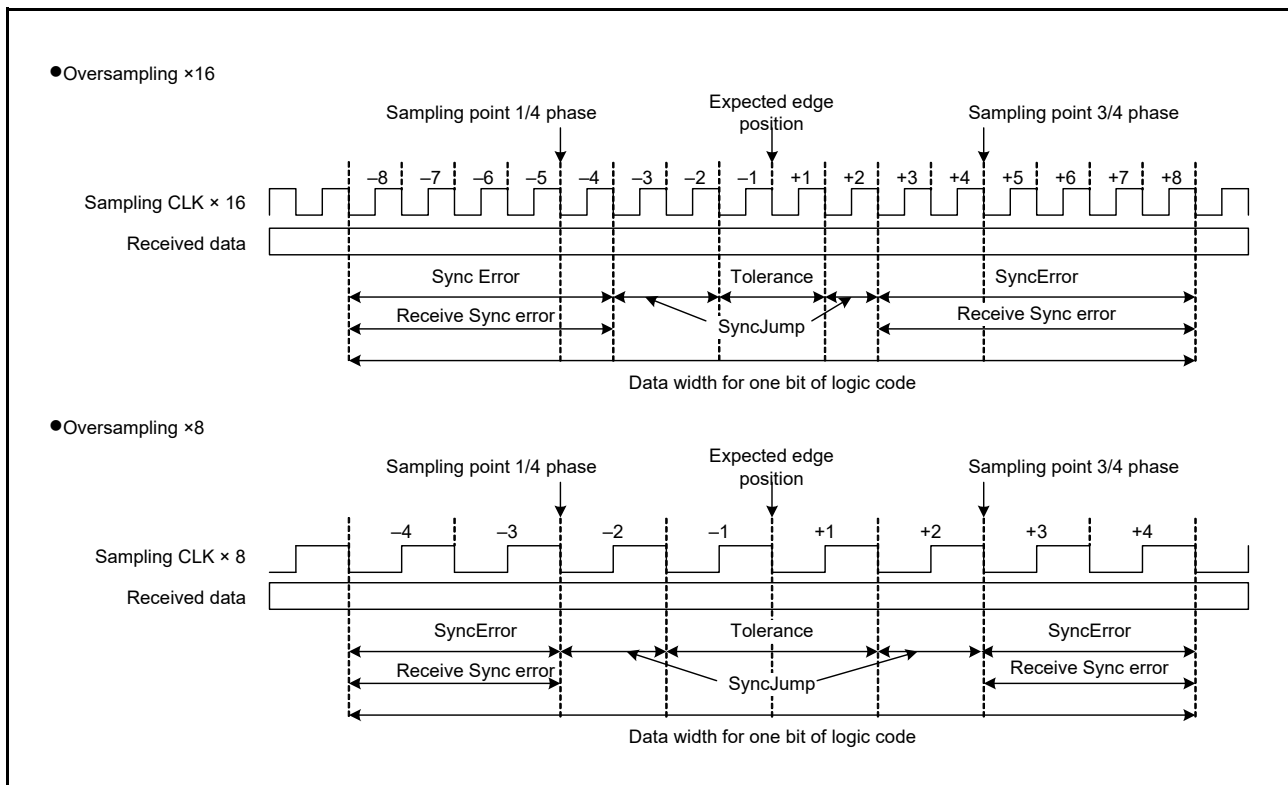 ●Oversampling ×16
Expected edge
position
Sampling point 1/4 phase
Sampling point 3/4 phase
–8 –7 –6 –5 –4 –3 –2 –1 +1 +2 +3 +4 +5 +6 +7 +8
Sampling CLK × 16
Received data
Sync Error Tolerance SyncError
Receive Sync error SyncJump Receive Sync error
Data width for one bit of logic code
●Oversampling ×8
Expected edge
position
Sampling point 1/4 phase
Sampling point 3/4 phase
–4 –3 –2 –1 +1 +2 +3 +4
Sampling CLK × 8
Received data
SyncError Tolerance SyncError
Receive Sync error SyncJump Receive Sync error
Data width for one bit of logic code